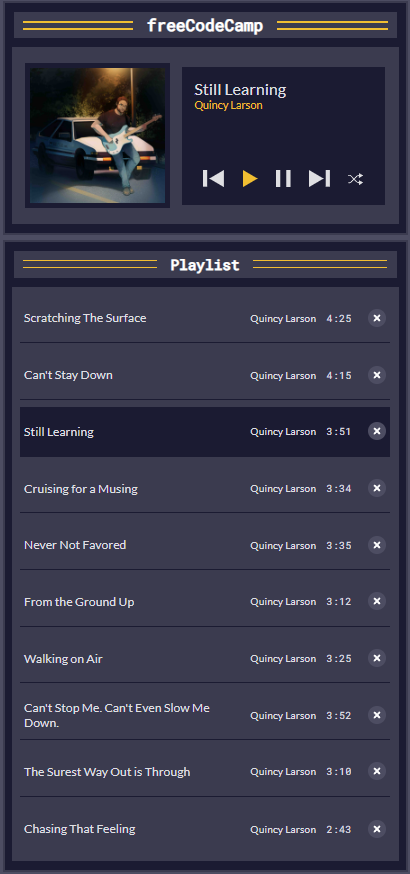 freeCodeCamp
Still Learning
Quincy Larson
Playlist
Scratching The Surface Quincy Larson 4:25
Can't Stay Down Quincy Larson 4:15
Still Learning Quincy Larson 3:51
Cruising for a Musing Quincy Larson 3:34
Never Not Favored Quincy Larson 3:35
From the Ground Up Quincy Larson 3:12
Walking on Air Quincy Larson 3:25
Can't Stop Me. Can't Even Slow Me
Down. Quincy Larson 3:52
The Surest Way Out is Through Quincy Larson 3:10
Chasing That Feeling Quincy Larson 2:43